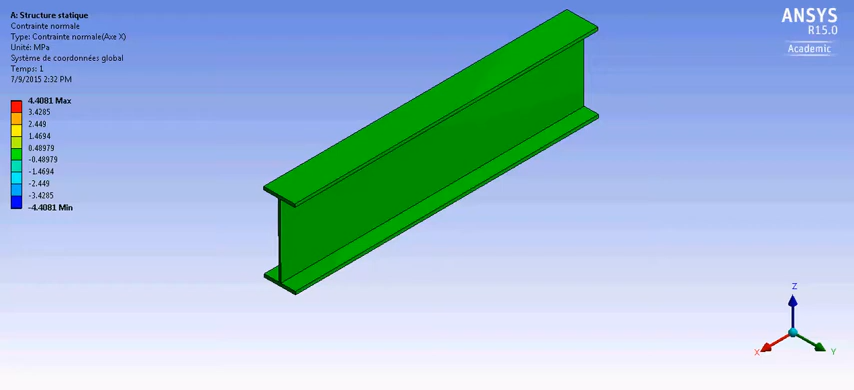 A: Structure statique
Contrainte normale
Type: Contrainte normale(Axe X)
Unité: MPa
Système de coordonnées global
Temps: 1
7/9/2015 2:32 PM
4.4081 Max
3.4285
2.449
1.4694
0.48979
-0.48979
-1.4694
-2.449
-3.4285
-4.4081 Min
ANSYS
R15.0
Academic
Z
X
Y